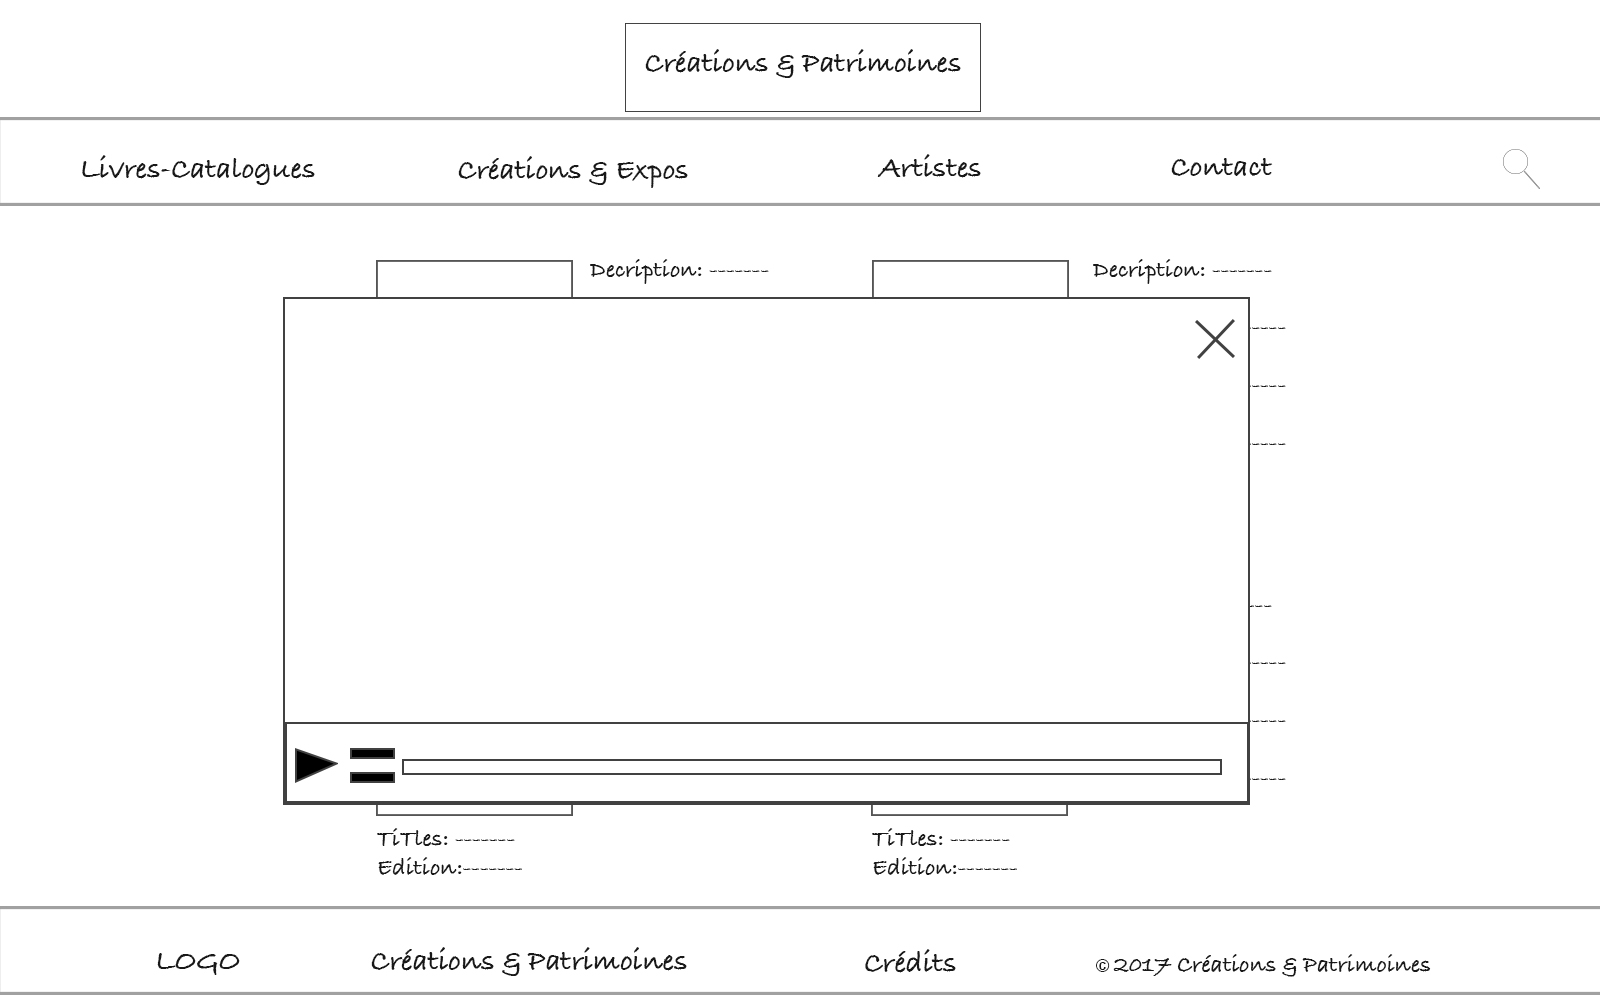 Créations & Patrimoines
Livres-Catalogues Créations & Expos Artistes Contact
Decription: ------- Decription: -------
TiTles: ------- TiTles: -------
Edition:------- Edition:-------
LOGO Créations & Patrimoines Crédits ©2017 Créations & Patrimoines